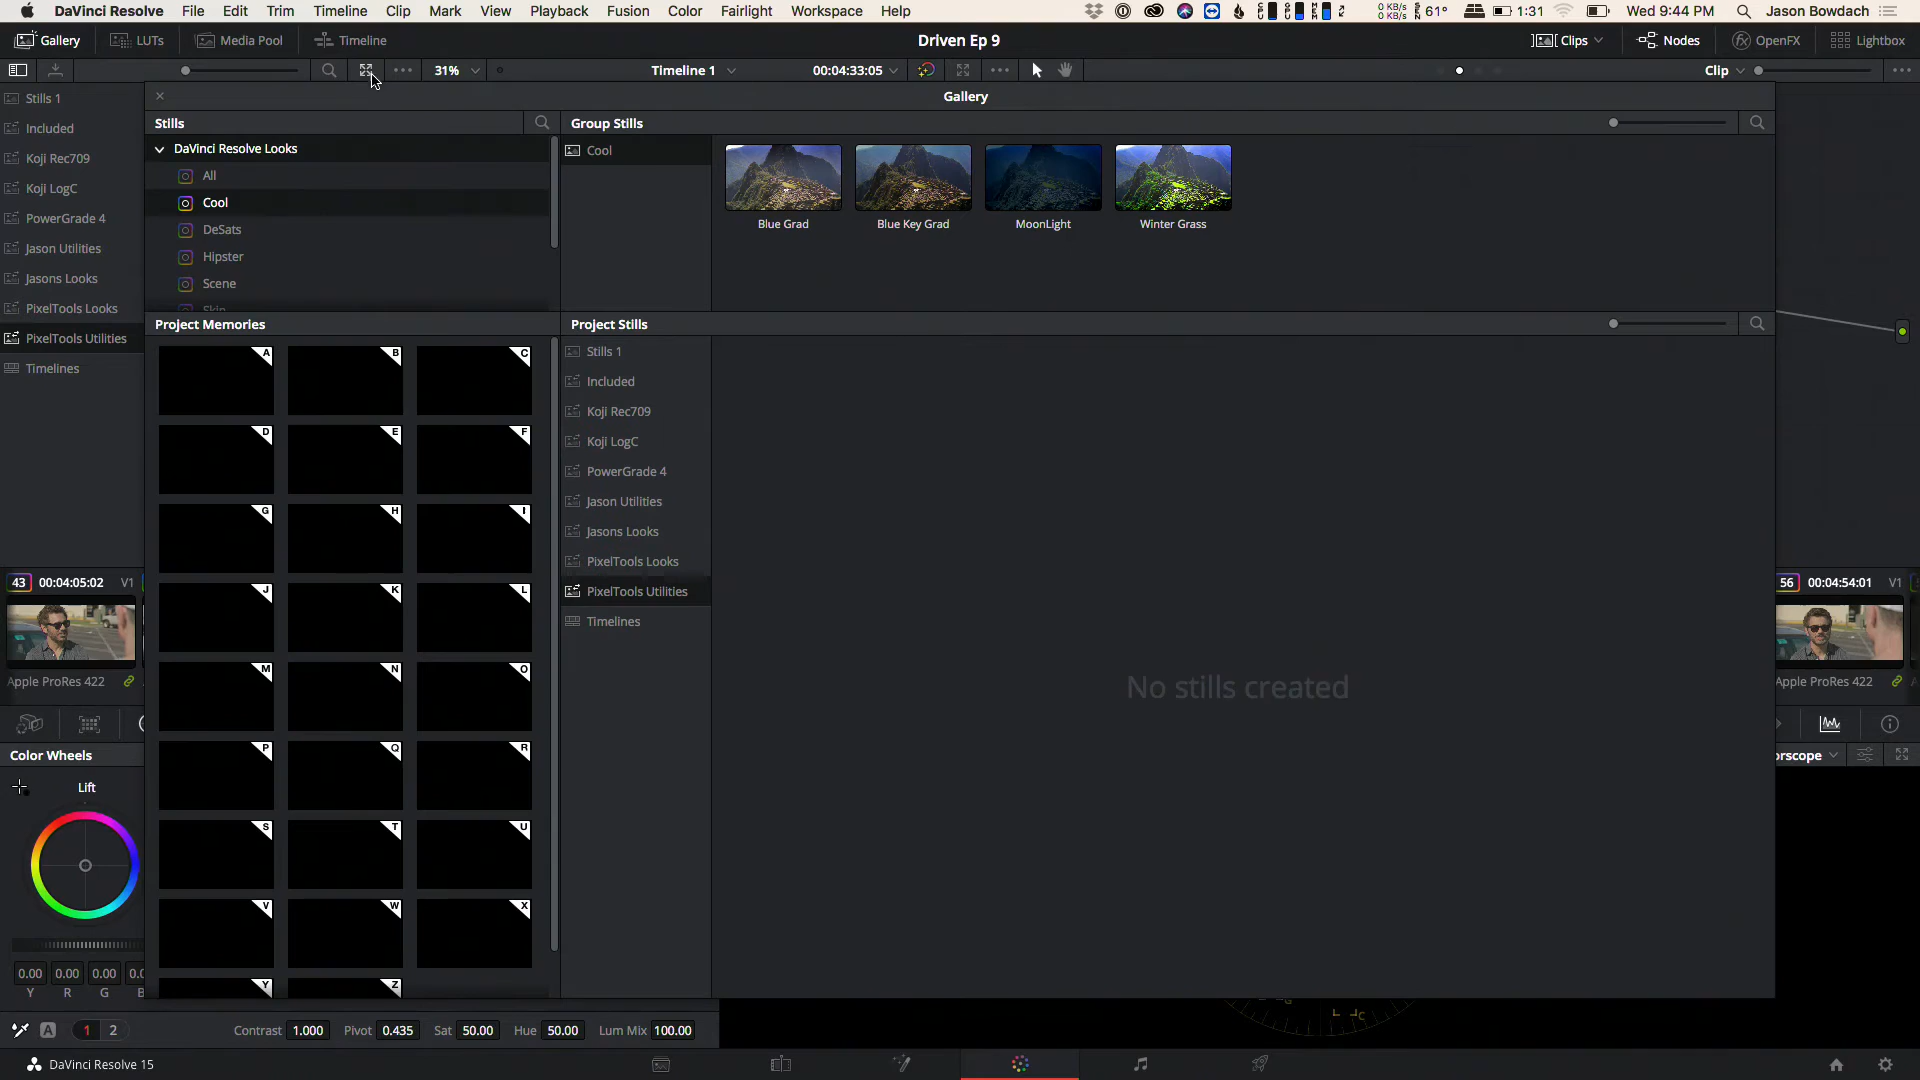 DaVinci Resolve File Edit Trim Timeline Clip Mark View Playback Fusion Color Fairlight Workspace Help 0 KB/s 0 KB/s 61° 1:31 Wed 9:44 PM Jason Bowdach
Gallery LUTs Media Pool Timeline Driven Ep 9 Clips Nodes OpenFX Lightbox
31% Timeline 1 00:04:33:05 Clip
Stills 1
Included
Koji Rec709
Koji LogC
PowerGrade 4
Jason Utilities
Jasons Looks
PixelTools Looks
PixelTools Utilities
Timelines
Gallery
Stills
DaVinci Resolve Looks
All
Cool
DeSats
Hipster
Scene
Skin
Group Stills
Cool
Blue Grad Blue Key Grad MoonLight Winter Grass
Project Memories
A B C
D E F
G H I
J K L
M N O
P Q R
S T U
V W X
Y Z
Project Stills
Stills 1
Included
Koji Rec709
Koji LogC
PowerGrade 4
Jason Utilities
Jasons Looks
PixelTools Looks
PixelTools Utilities
Timelines
No stills created
43 00:04:05:02 V1
Apple ProRes 422
56 00:04:54:01 V1
Apple ProRes 422
Color Wheels
Lift
0.00 0.00 0.00 0.0
Y R G B
orscope
A 1 2 Contrast 1.000 Pivot 0.435 Sat 50.00 Hue 50.00 Lum Mix 100.00
DaVinci Resolve 15